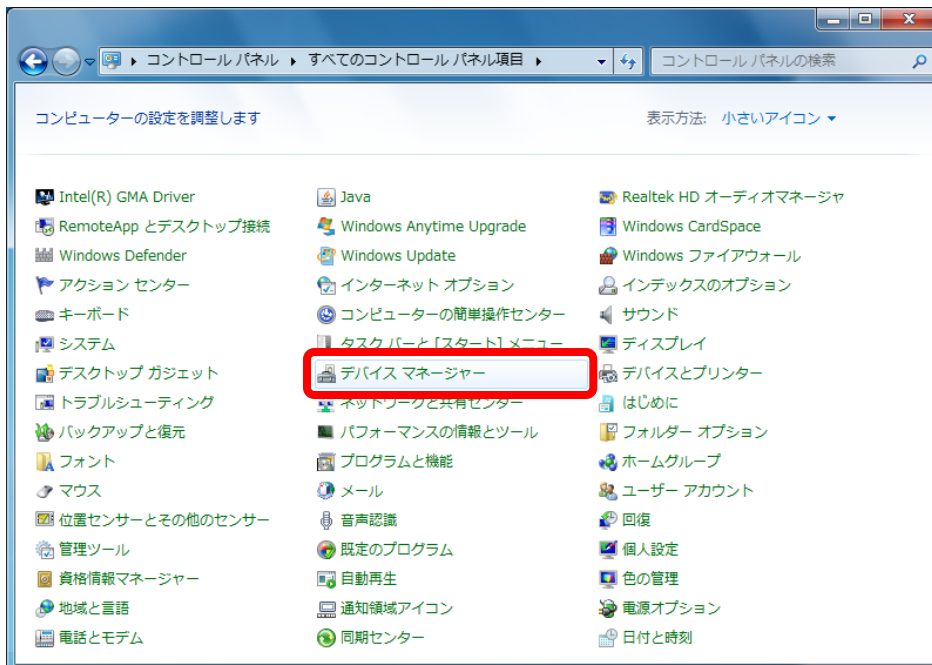 コントロール パネル すべてのコントロール パネル項目 コントロール パネルの検索
コンピューターの設定を調整します 表示方法: 小さいアイコン
Intel(R) GMA Driver Java Realtek HD オーディオマネージャ
RemoteApp とデスクトップ接続 Windows Anytime Upgrade Windows CardSpace
Windows Defender Windows Update Windows ファイアウォール
アクション センター インターネット オプション インデックスのオプション
キーボード コンピューターの簡単操作センター サウンド
システム タスク バーと [スタート] メニュー ディスプレイ
デスクトップ ガジェット デバイス マネージャー デバイスとプリンター
トラブルシューティング ネットワークと共有センター はじめに
バックアップと復元 パフォーマンスの情報とツール フォルダー オプション
フォント プログラムと機能 ホームグループ
マウス メール ユーザー アカウント
位置センサーとその他のセンサー 音声認識 回復
管理ツール 既定のプログラム 個人設定
資格情報マネージャー 自動再生 色の管理
地域と言語 通知領域アイコン 電源オプション
電話とモデム 同期センター 日付と時刻